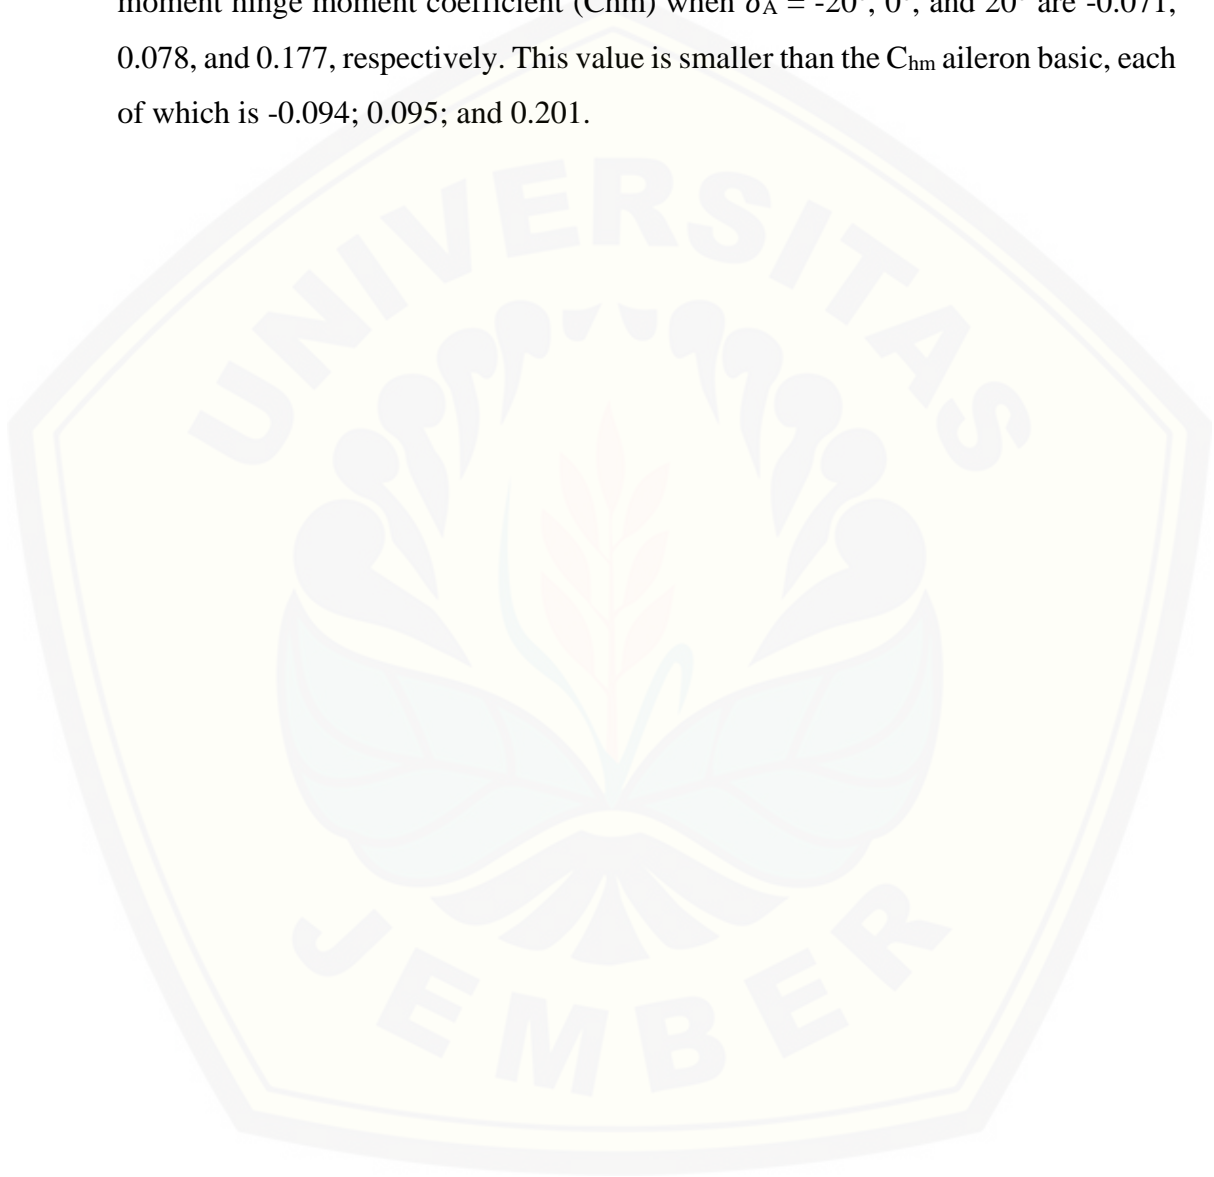 moment hinge moment coefficient (Chm) when δA = -20°, 0°, and 20° are -0.071,
0.078, and 0.177, respectively. This value is smaller than the Chm aileron basic, each
of which is -0.094; 0.095; and 0.201.
UNIVERSITAS
JEMBER